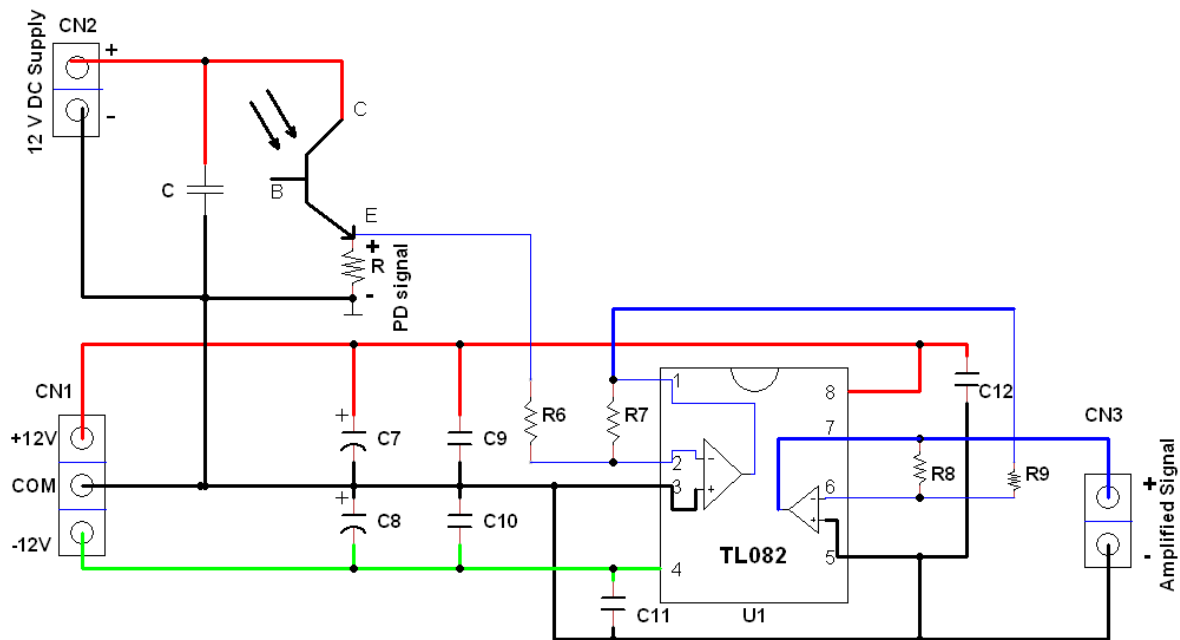 CN2
+
12 V DC Supply
-
C
C
B
E
+
R
-
PD signal
CN1
+12V
COM
-12V
+
C7
C9
+
C8
C10
R6
R7
1
2
3
4
8
7
6
5
-
+
-
+
TL082
U1
C11
C12
R8
R9
CN3
+
-
Amplified Signal